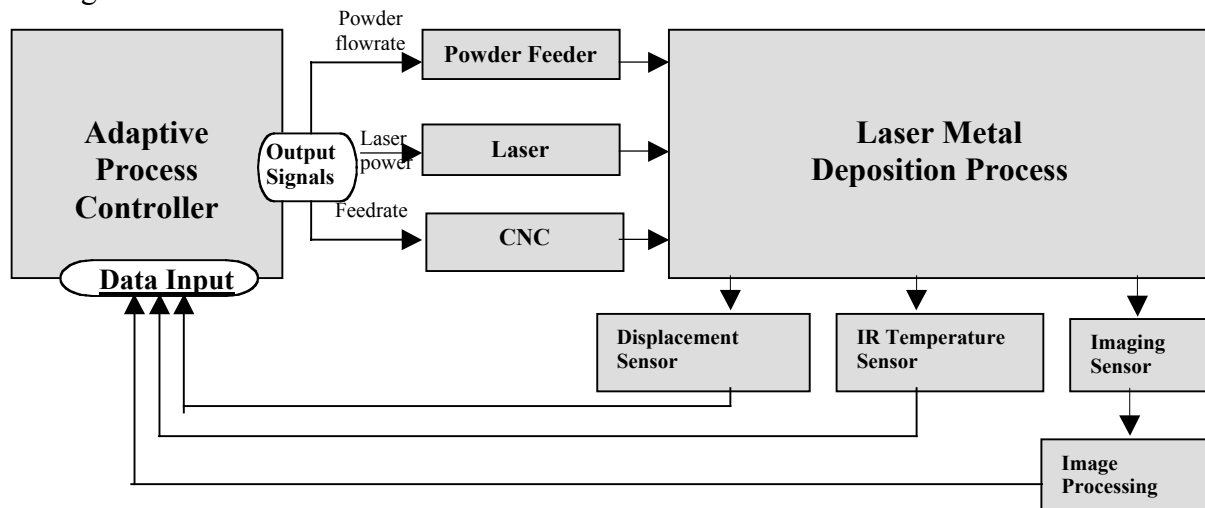 Powder
flowrate
Powder Feeder
Adaptive
Process
Controller
Output
Signals
Laser
power
Laser
Feedrate
CNC
Laser Metal
Deposition Process
Data Input
Displacement
Sensor
IR Temperature
Sensor
Imaging
Sensor
Image
Processing